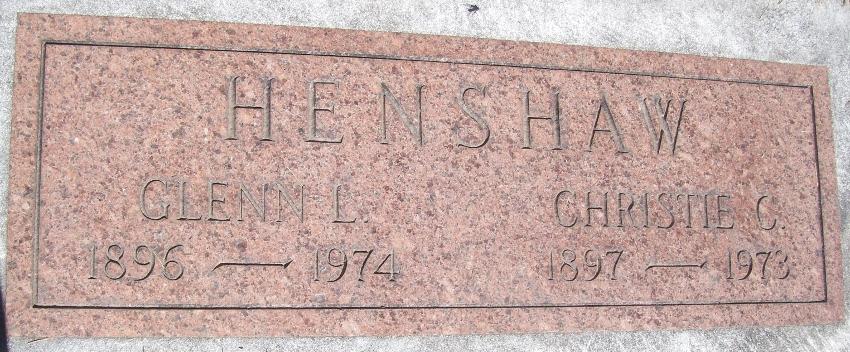 HENSHAW
GLENN L. CHRISTIE C.
1896 — 1974 1897 — 1973